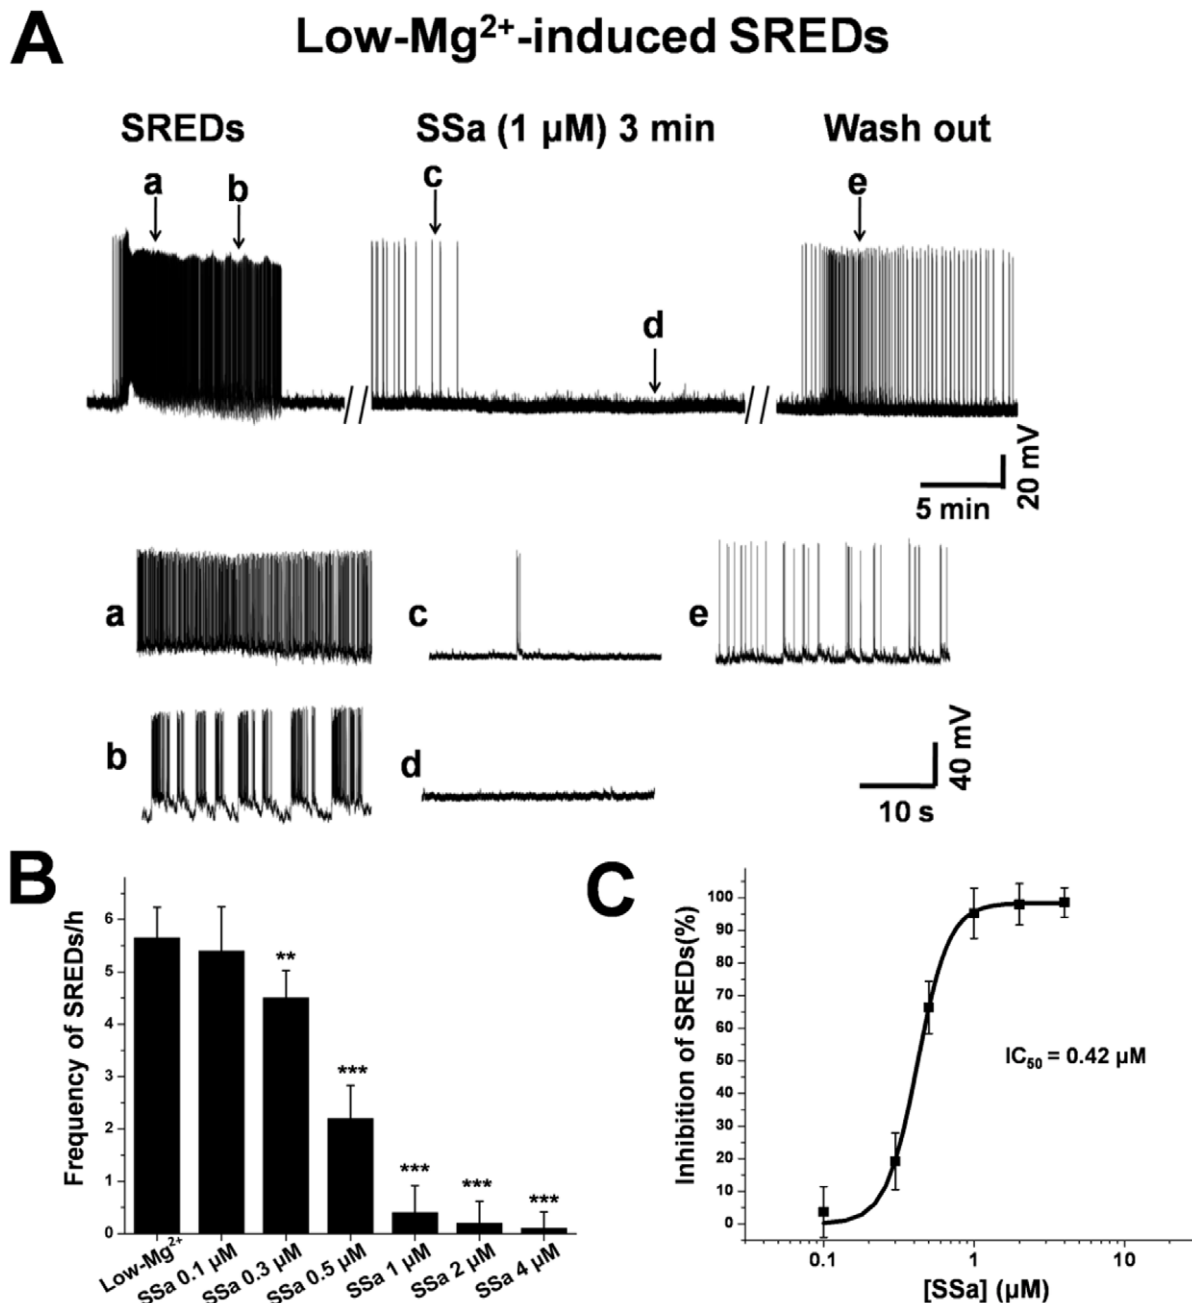 A
Low-Mg²⁺-induced SREDs
SREDs
SSa (1 µM) 3 min
Wash out
a
b
c
d
e
20 mV
5 min
a
c
e
b
d
40 mV
10 s
B
Frequency of SREDs/h
6
5
4
3
2
1
0
**
***
***
***
***
Low-Mg²⁺
SSa 0.1 µM
SSa 0.3 µM
SSa 0.5 µM
SSa 1 µM
SSa 2 µM
SSa 4 µM
C
Inhibition of SREDs(%)
100
90
80
70
60
50
40
30
20
10
0
IC₅₀ = 0.42 µM
0.1
1
10
[SSa] (µM)